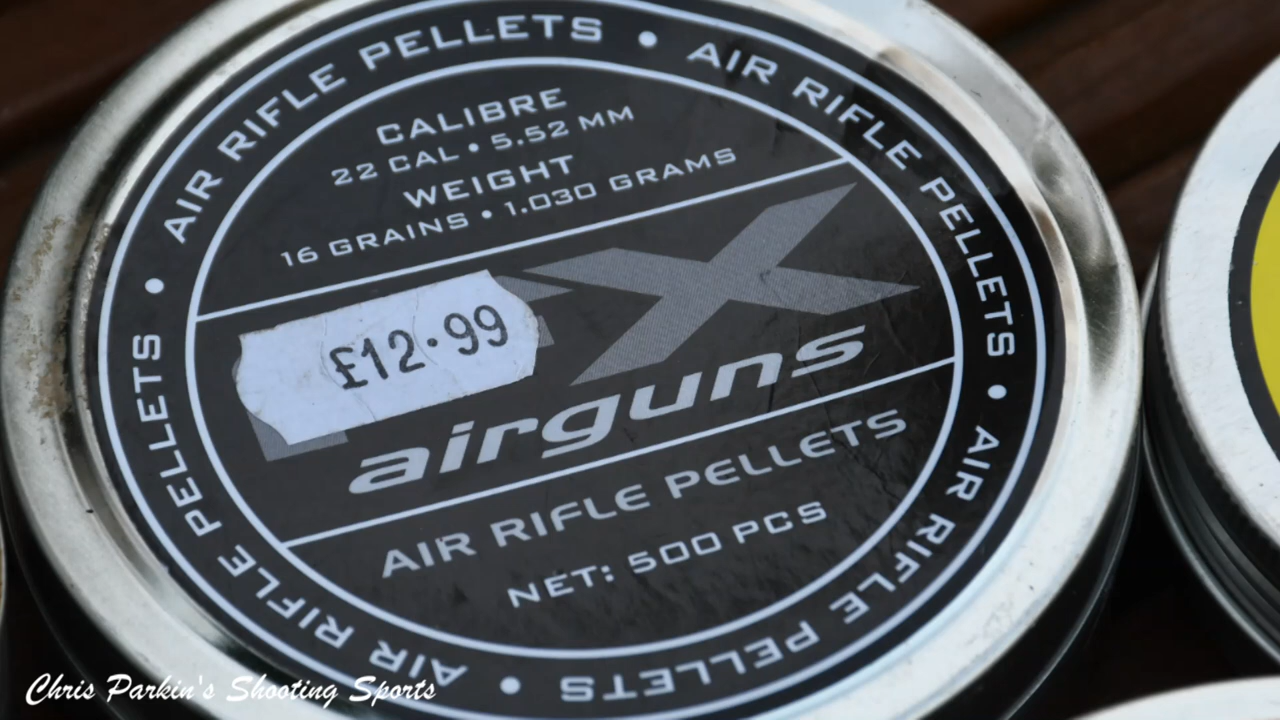 AIR RIFLE PELLETS • AIR RIFLE PELLETS • AIR RIFLE PELLETS • AIR RIFLE PELLETS •
CALIBRE
22 CAL • 5.52 MM
WEIGHT
16 GRAINS • 1.030 GRAMS
X
£12.99
airguns
AIR RIFLE PELLETS
NET: 500 PCS
Chris Parkin's Shooting Sports